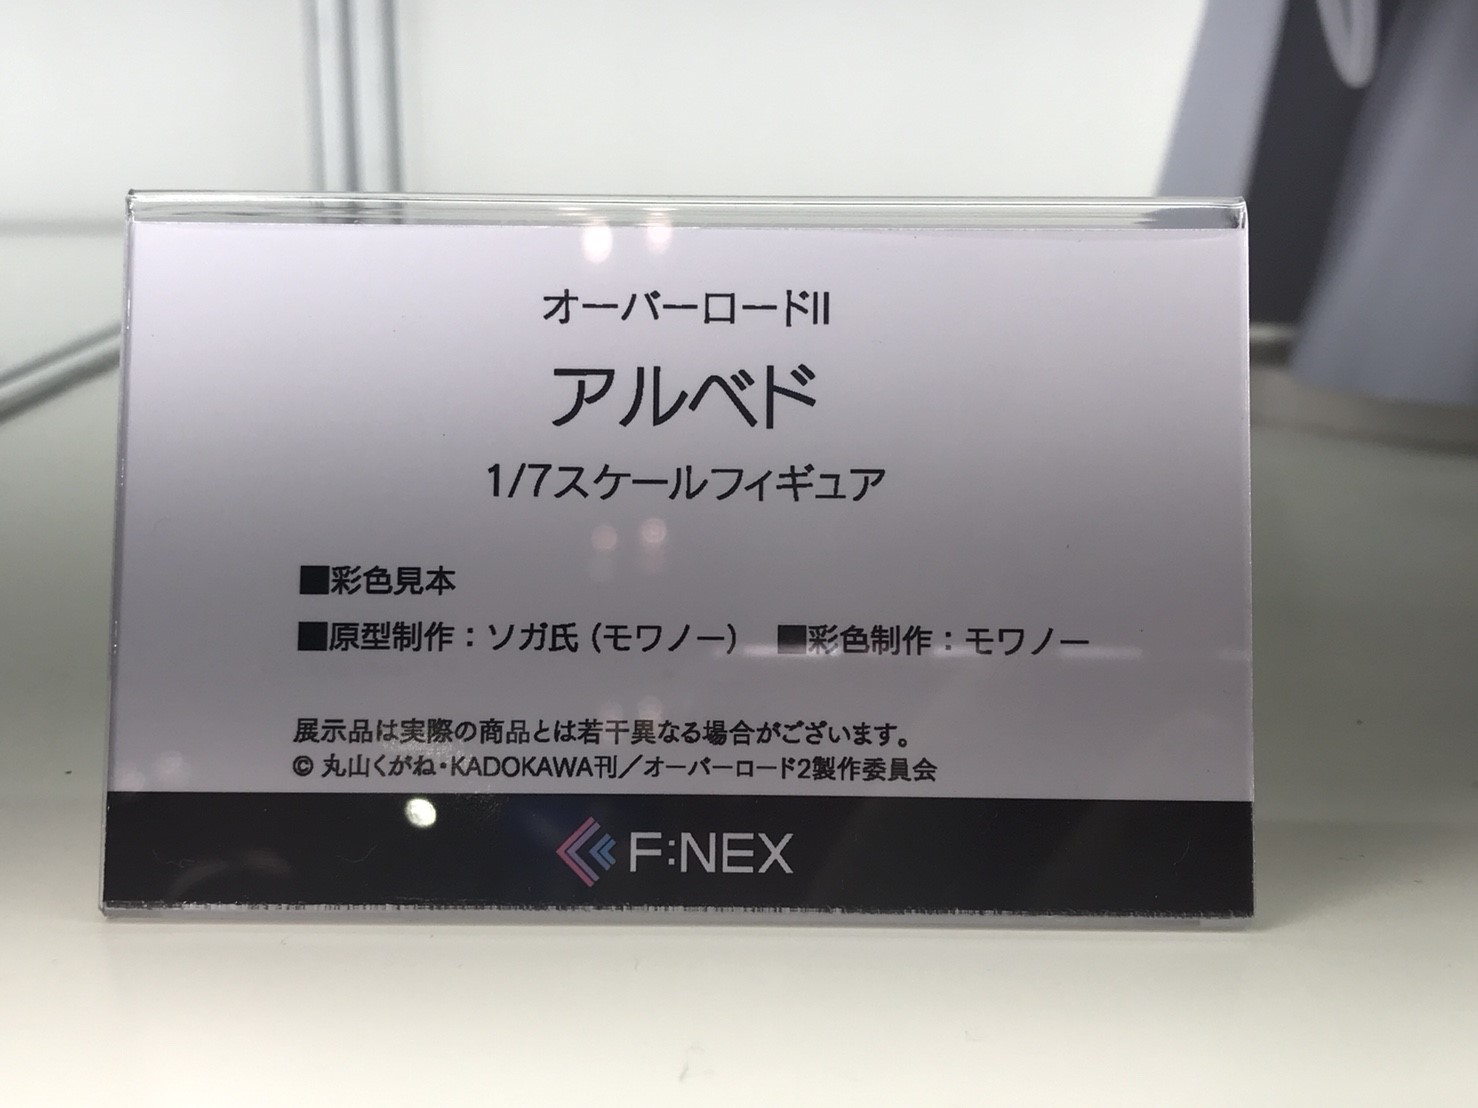 オーバーロードII
アルベド
1/7スケールフィギュア
■彩色見本
■原型制作：ソガ氏（モワノー） ■彩色制作：モワノー
展示品は実際の商品とは若干異なる場合がございます。
© 丸山くがね・KADOKAWA刊／オーバーロード2製作委員会
F:NEX